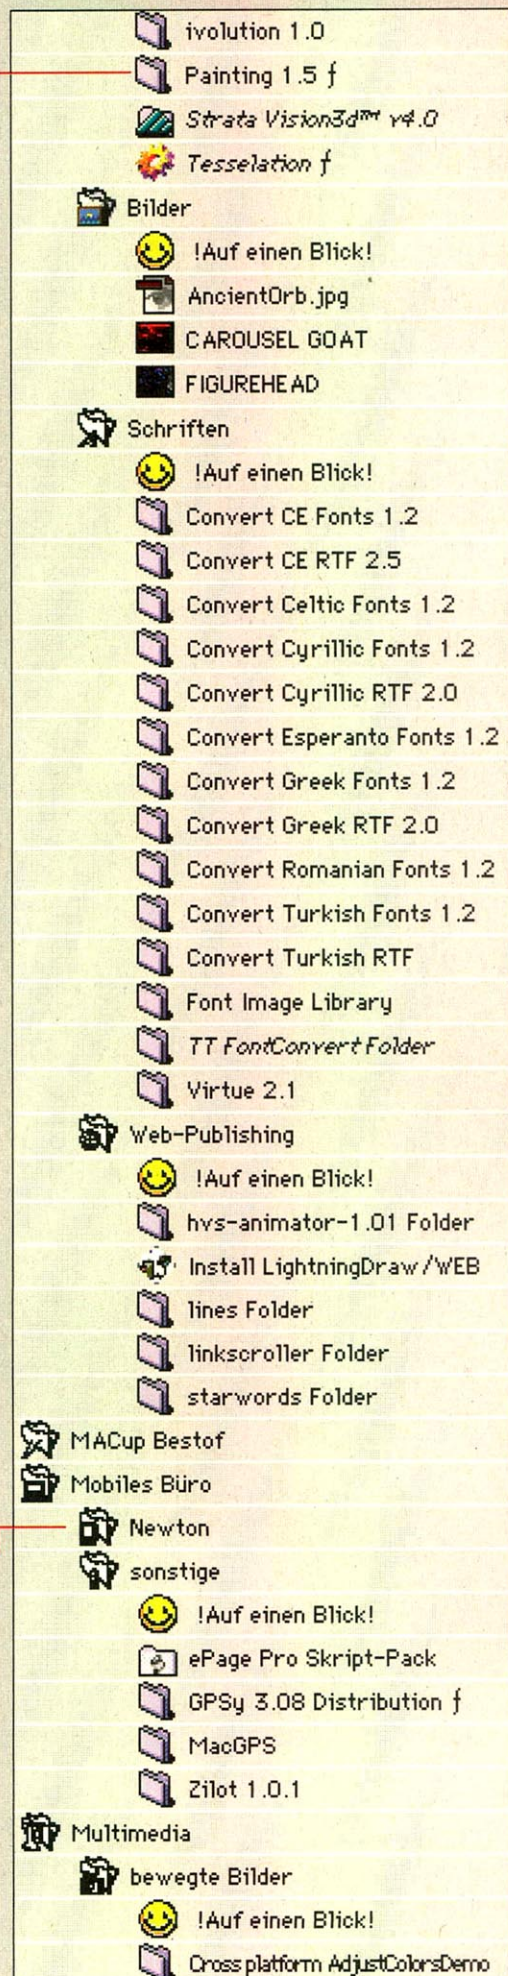 ivolution 1.0
Painting 1.5 ƒ
Strata Vision3d™ v4.0
Tesselation ƒ
Bilder
!Auf einen Blick!
AncientOrb.jpg
CAROUSEL GOAT
FIGUREHEAD
Schriften
!Auf einen Blick!
Convert CE Fonts 1.2
Convert CE RTF 2.5
Convert Celtic Fonts 1.2
Convert Cyrillic Fonts 1.2
Convert Cyrillic RTF 2.0
Convert Esperanto Fonts 1.2
Convert Greek Fonts 1.2
Convert Greek RTF 2.0
Convert Romanian Fonts 1.2
Convert Turkish Fonts 1.2
Convert Turkish RTF
Font Image Library
TT FontConvert Folder
Virtue 2.1
Web-Publishing
!Auf einen Blick!
hvs-animator-1.01 Folder
Install LightningDraw/WEB
lines Folder
linkscroller Folder
starwords Folder
MACup Bestof
Mobiles Büro
Newton
sonstige
!Auf einen Blick!
ePage Pro Skript-Pack
GPSy 3.08 Distribution ƒ
MacGPS
Zilot 1.0.1
Multimedia
bewegte Bilder
!Auf einen Blick!
Crossplatform AdjustColorsDemo